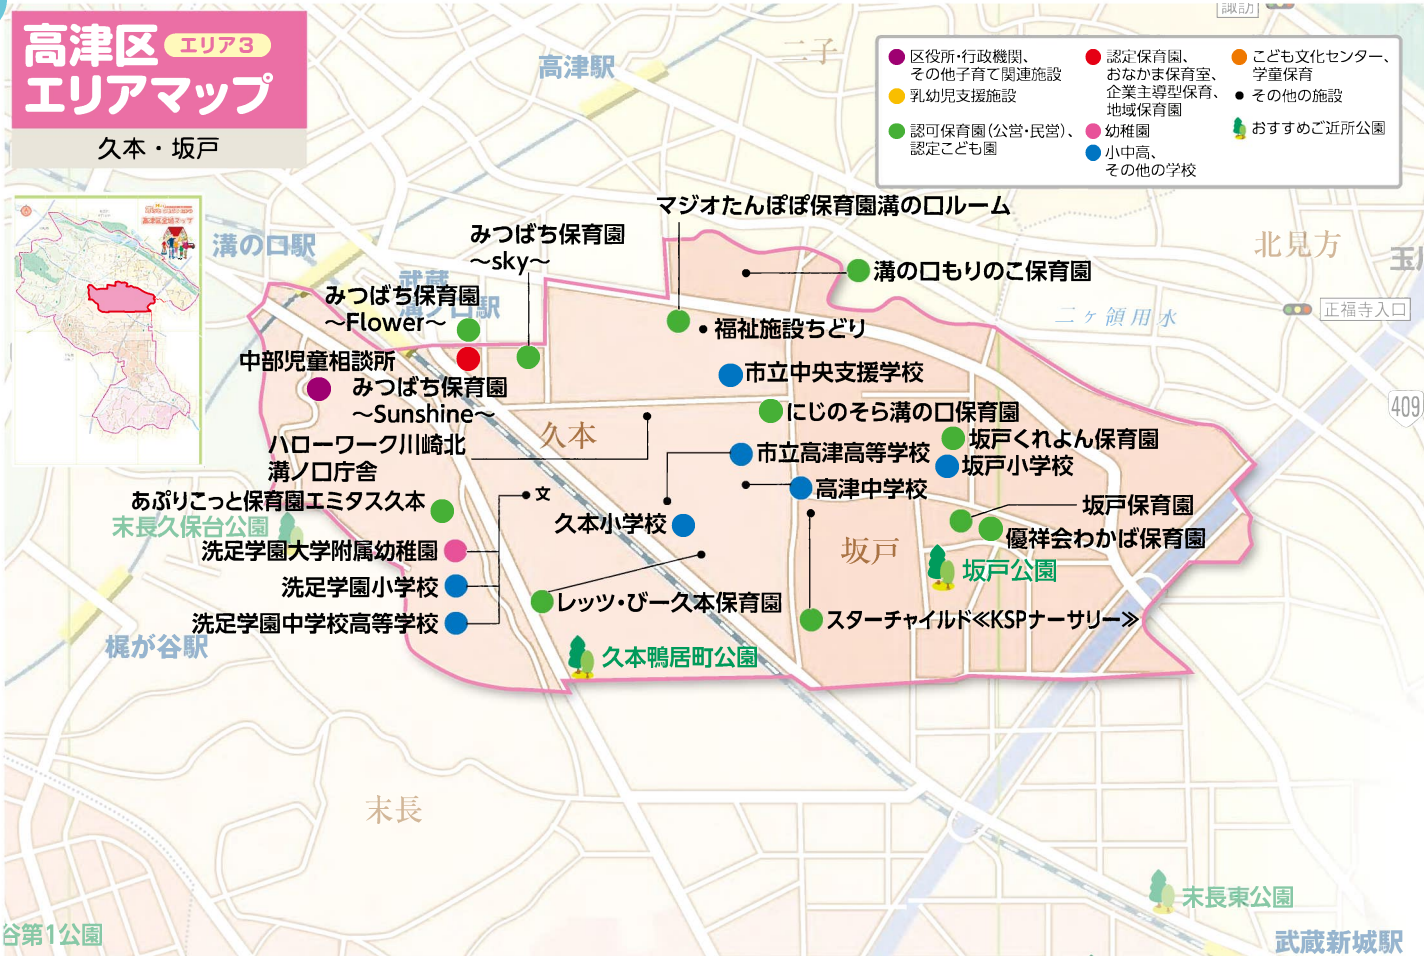 高津区
エリア3
エリアマップ
久本・坂戸
諏訪
二子
高津駅
区役所・行政機関、
その他子育て関連施設
乳幼児支援施設
認可保育園(公営・民営)、
認定こども園
認定保育園、
おなかま保育室、
企業主導型保育、
地域保育園
幼稚園
小中高、
その他の学校
こども文化センター、
学童保育
その他の施設
おすすめご近所公園
マジオたんぽぽ保育園溝の口ルーム
みつばち保育園
～sky～
溝の口駅
北見方
玉川
溝の口もりのこ保育園
武蔵
溝ノ口駅
みつばち保育園
～Flower～
二ヶ領用水
正福寺入口
福祉施設ちどり
中部児童相談所
市立中央支援学校
みつばち保育園
～Sunshine～
409
にじのそら溝の口保育園
久本
坂戸くれよん保育園
ハローワーク川崎北
溝ノ口庁舎
市立高津高等学校
坂戸小学校
高津中学校
文
あぷりこっと保育園エミタス久本
坂戸保育園
末長久保台公園
久本小学校
優祥会わかば保育園
洗足学園大学附属幼稚園
坂戸
坂戸公園
洗足学園小学校
レッツ・びー久本保育園
洗足学園中学校高等学校
スターチャイルド≪KSPナーサリー≫
梶が谷駅
久本鴨居町公園
末長
末長東公園
谷第1公園
武蔵新城駅